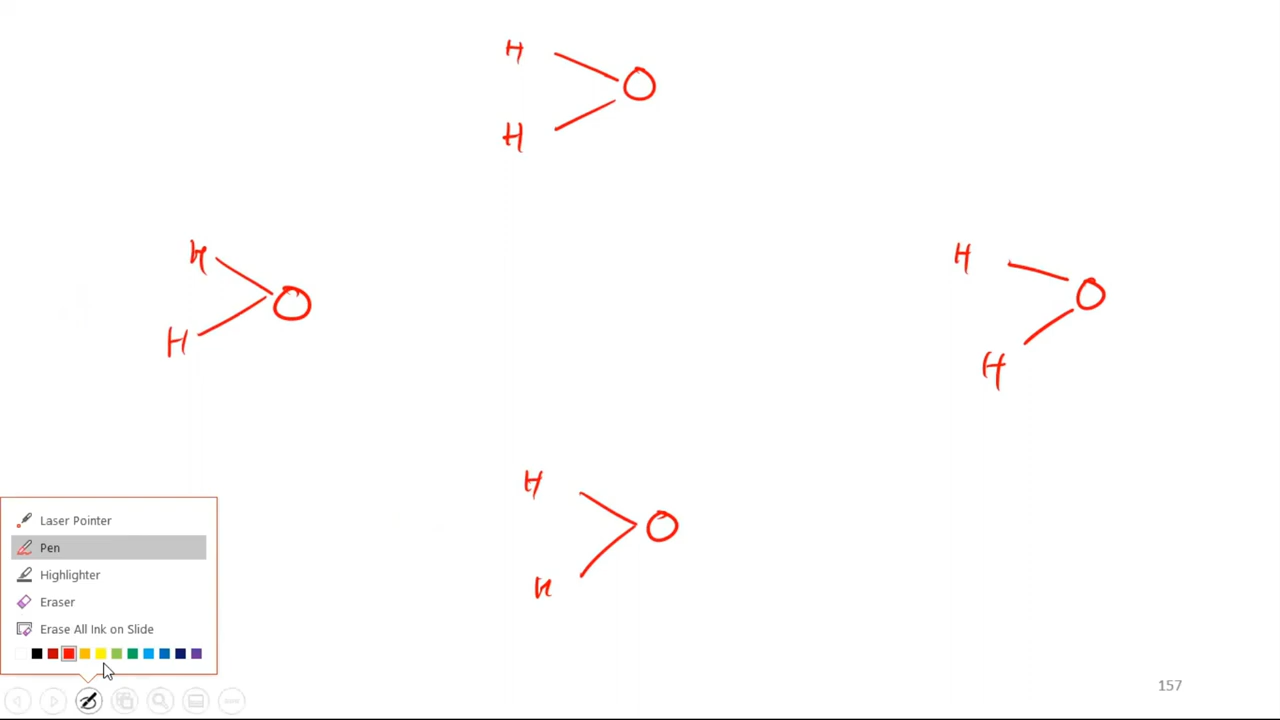 H
O
H
H
O
H
H
O
H
H
O
H
Laser Pointer
Pen
Highlighter
Eraser
Erase All Ink on Slide
157